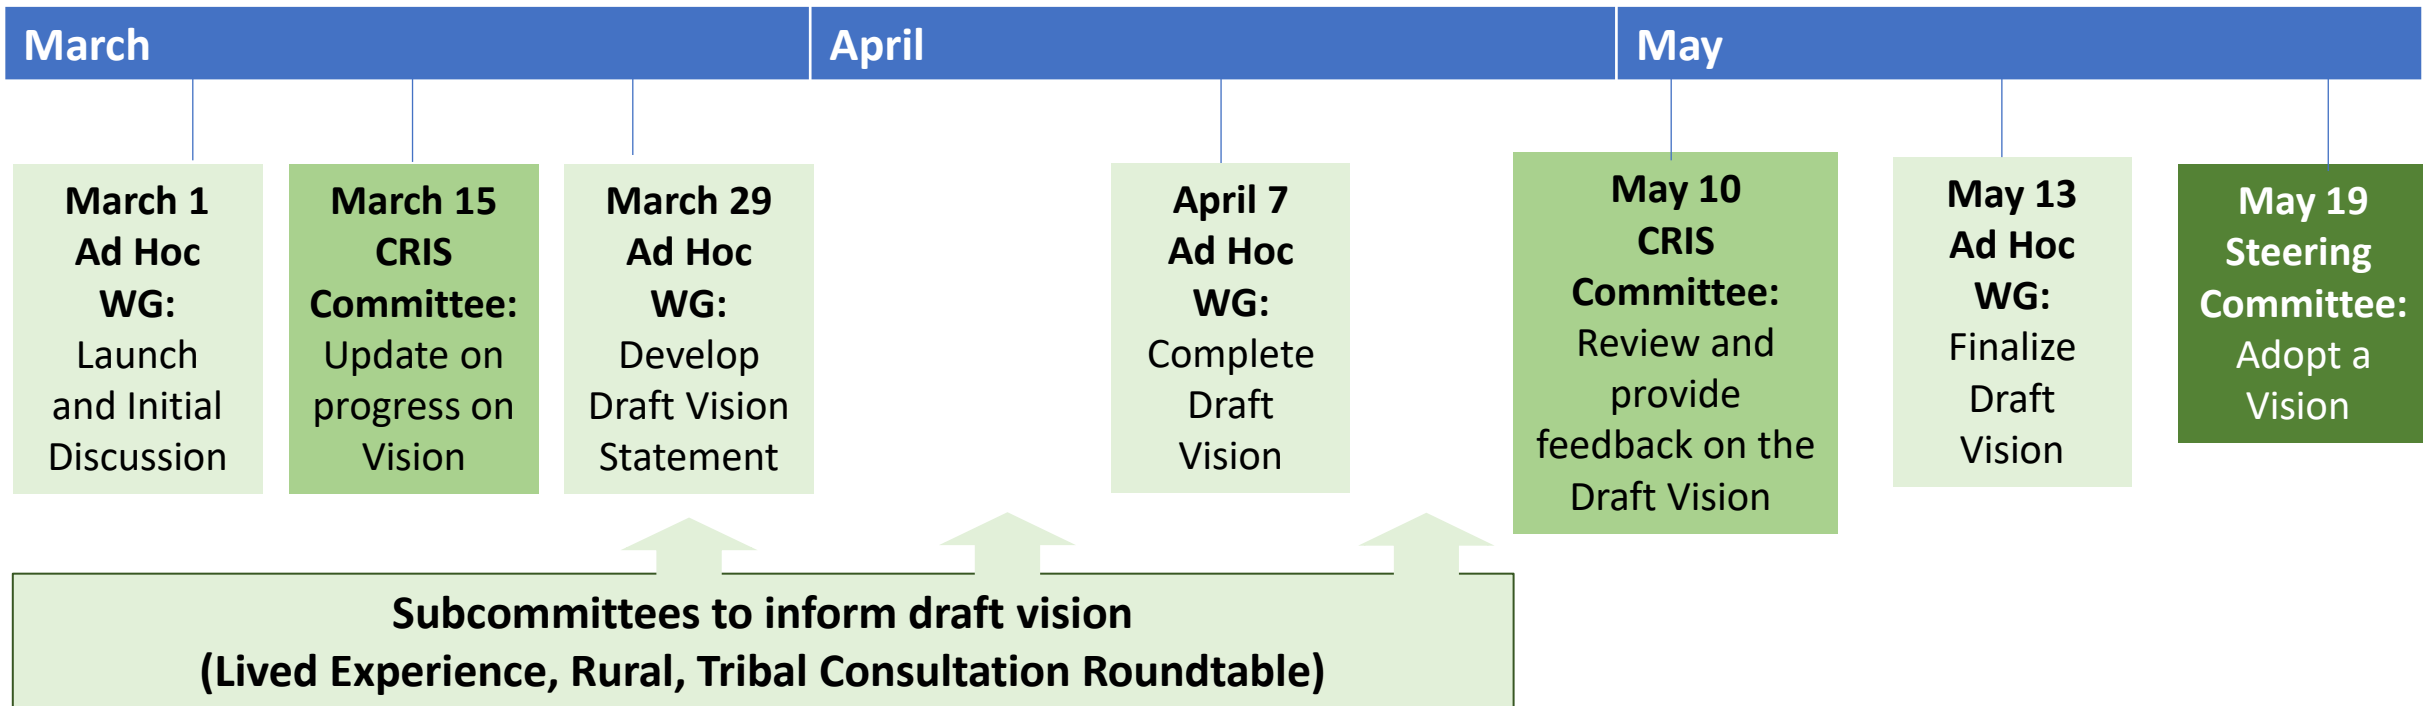 March
April
May
March 1
Ad Hoc
WG:
Launch
and Initial
Discussion
March 15
CRIS
Committee:
Update on
progress on
Vision
March 29
Ad Hoc
WG:
Develop
Draft Vision
Statement
April 7
Ad Hoc
WG:
Complete
Draft
Vision
May 10
CRIS
Committee:
Review and
provide
feedback on the
Draft Vision
May 13
Ad Hoc
WG:
Finalize
Draft
Vision
May 19
Steering
Committee:
Adopt a
Vision
Subcommittees to inform draft vision
(Lived Experience, Rural, Tribal Consultation Roundtable)